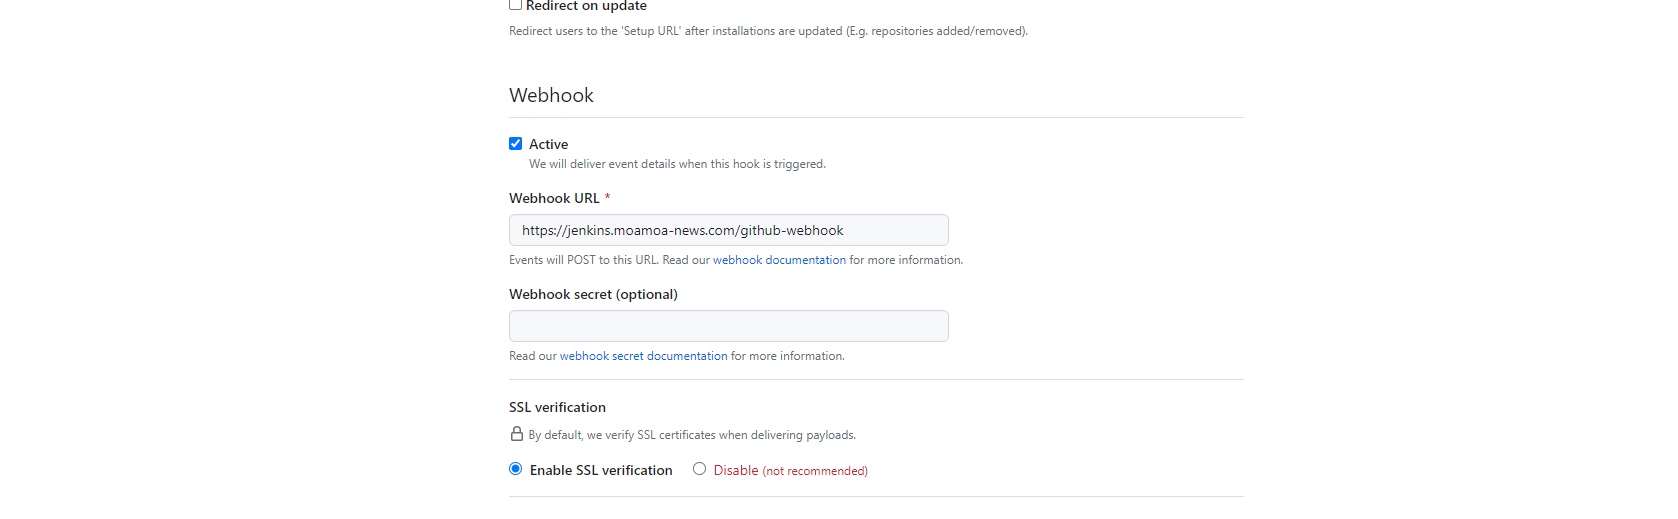 Redirect on update
Redirect users to the 'Setup URL' after installations are updated (E.g. repositories added/removed).
Webhook
Active
We will deliver event details when this hook is triggered.
Webhook URL *
https://jenkins.moamoa-news.com/github-webhook
Events will POST to this URL. Read our webhook documentation for more information.
Webhook secret (optional)
Read our webhook secret documentation for more information.
SSL verification
By default, we verify SSL certificates when delivering payloads.
Enable SSL verification Disable (not recommended)